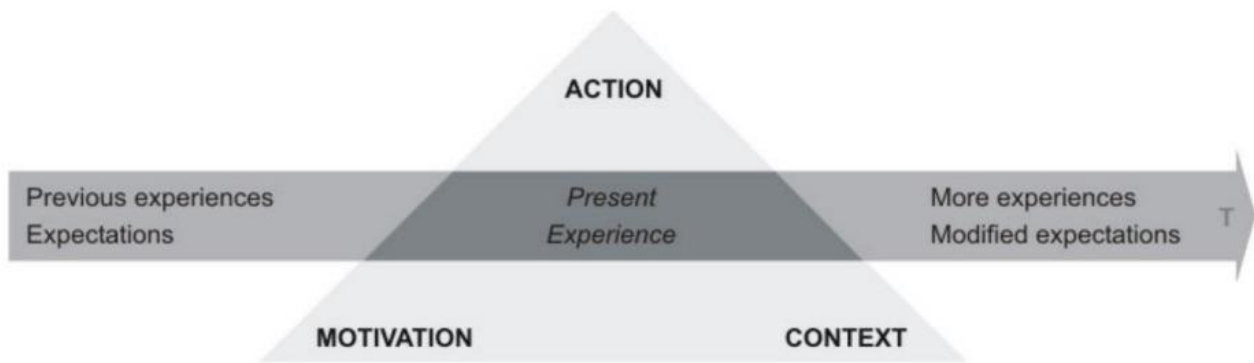 ACTION
Previous experiences
Expectations
Present
Experience
More experiences
Modified expectations
T
MOTIVATION
CONTEXT